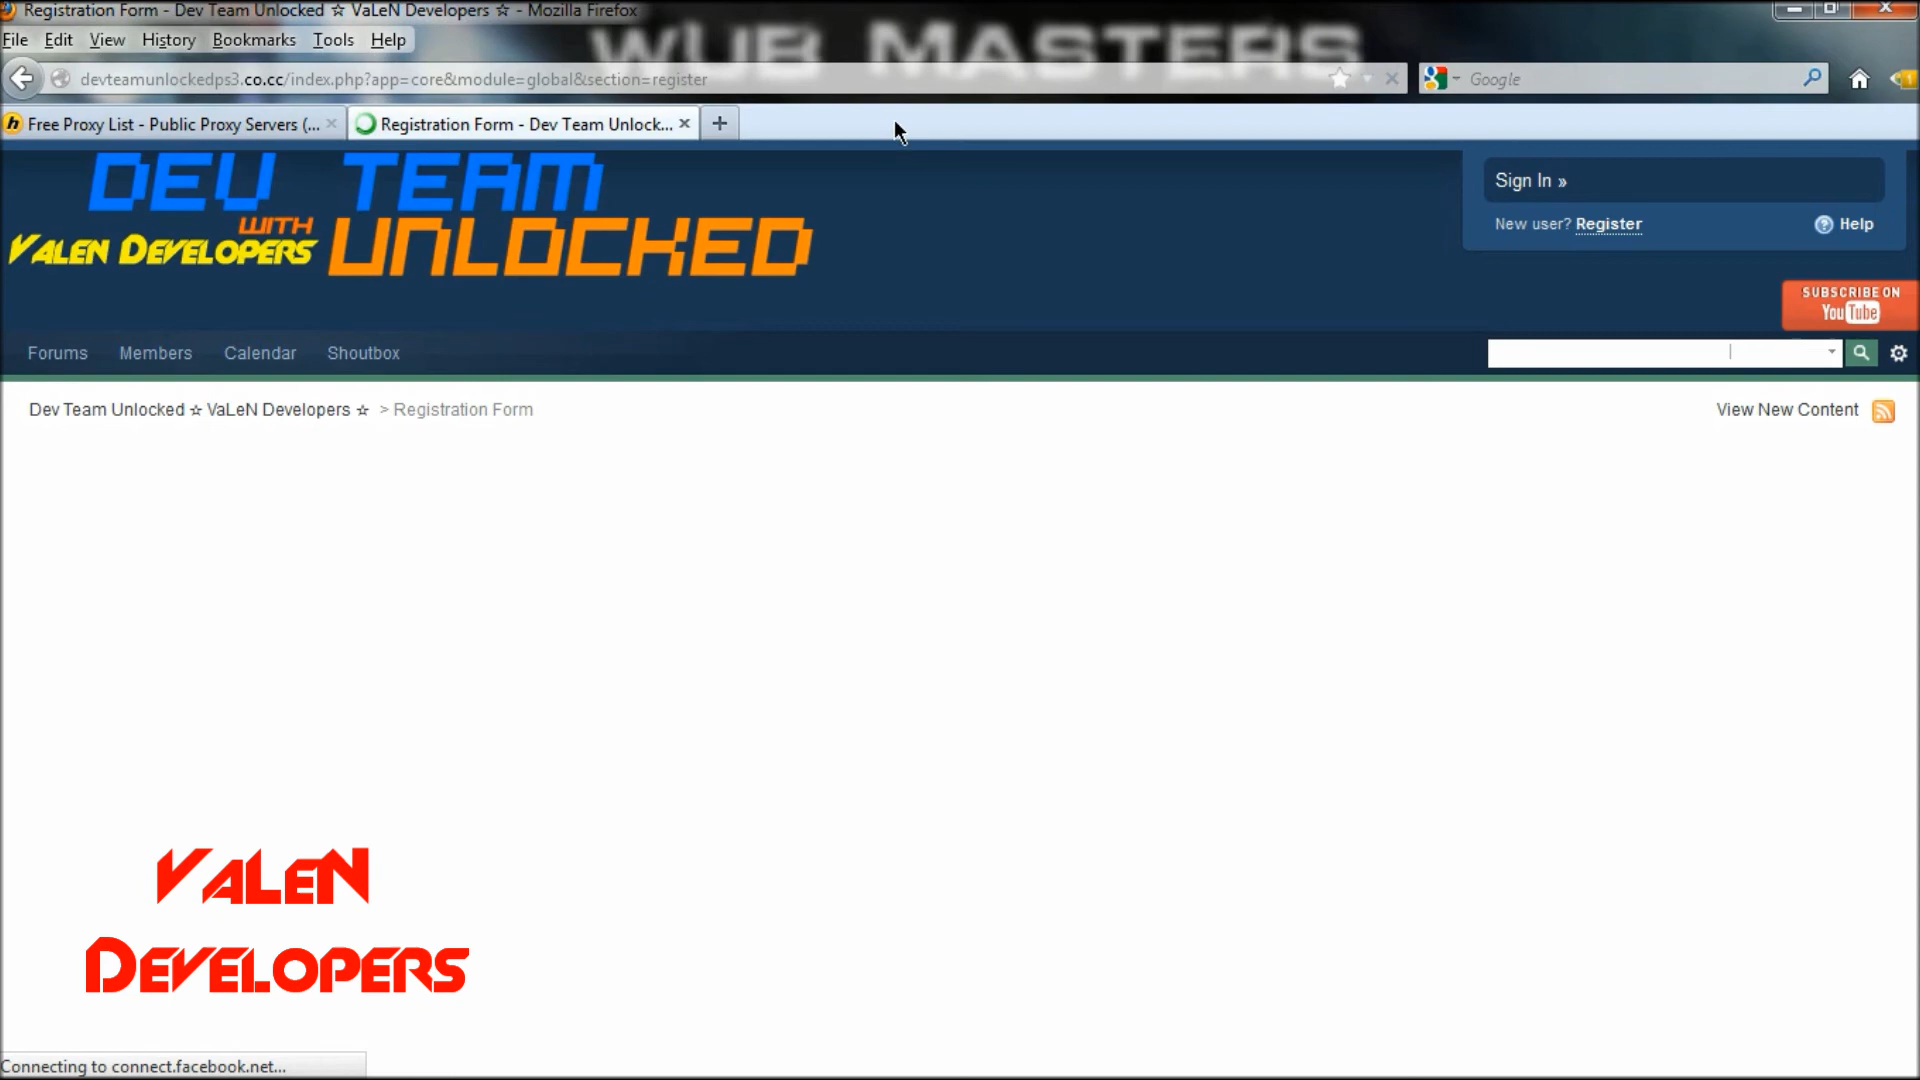 Registration Form - Dev Team Unlocked ☆ VaLeN Developers ☆ - Mozilla Firefox
WUB MASTERS
File Edit View History Bookmarks Tools Help
devteamunlockedps3.co.cc/index.php?app=core&module=global&section=register
Google
Free Proxy List - Public Proxy Servers (...
Registration Form - Dev Team Unlock...
DEV TEAM
WITH
VALEN DEVELOPERS UNLOCKED
Sign In »
New user? Register
Help
SUBSCRIBE ON
YouTube
Forums Members Calendar Shoutbox
Dev Team Unlocked ☆ VaLeN Developers ☆ > Registration Form
View New Content
VALEN
DEVELOPERS
Connecting to connect.facebook.net...